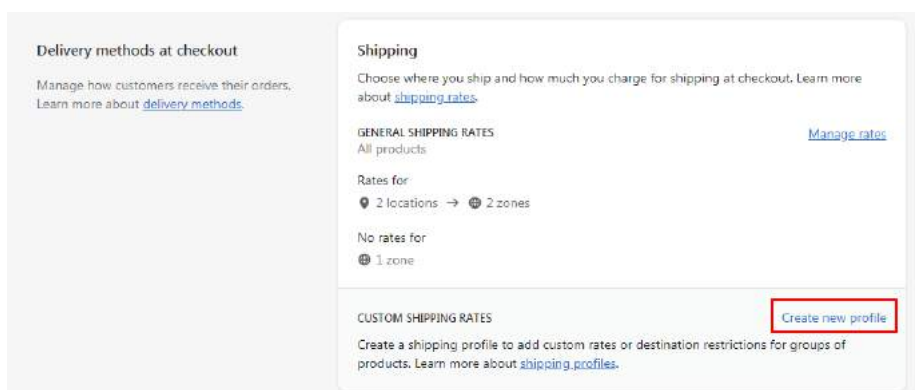 Delivery methods at checkout
Manage how customers receive their orders.
Learn more about delivery methods.
Shipping
Choose where you ship and how much you charge for shipping at checkout. Learn more
about shipping rates.
GENERAL SHIPPING RATES
Manage rates
All products
Rates for
2 locations → 2 zones
No rates for
1 zone
CUSTOM SHIPPING RATES
Create new profile
Create a shipping profile to add custom rates or destination restrictions for groups of
products. Learn more about shipping profiles.